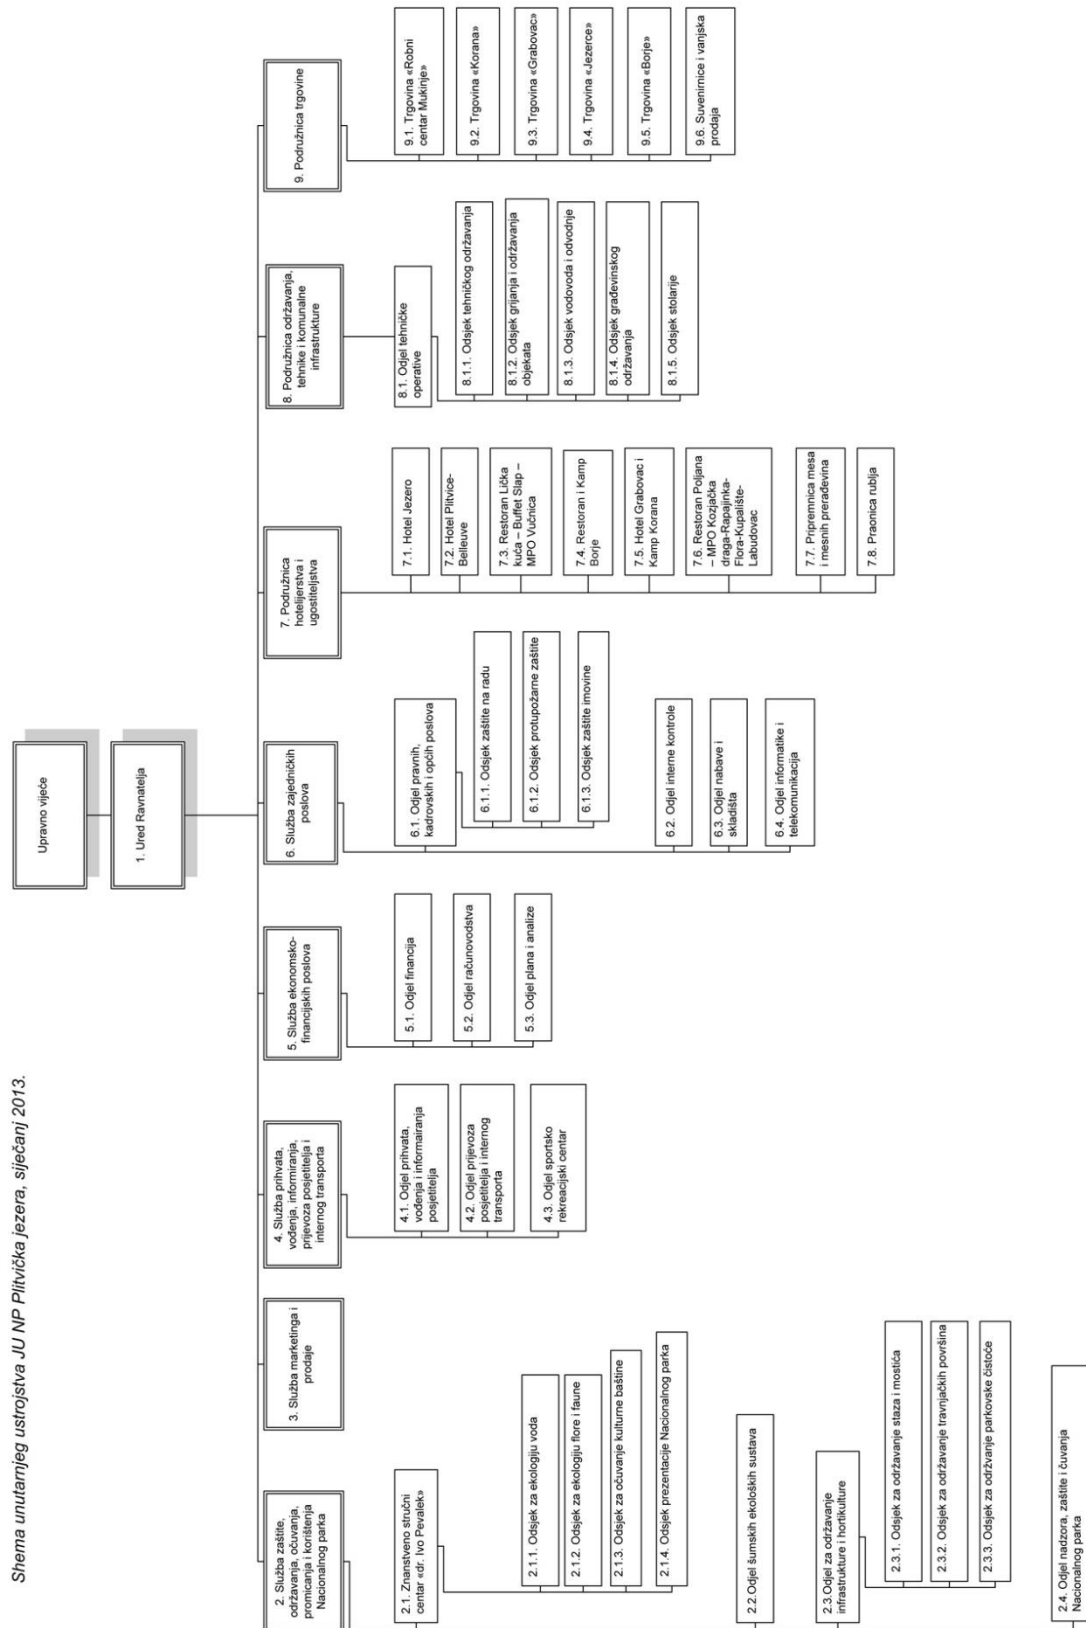 Shema unutarnjeg ustrojstva JU NP Plitvička jezera, siječanj 2013.
Upravno vijeće
1. Ured Ravnatelja
2. Služba zaštite,
održavanja, očuvanja,
promicanja i korištenja
Nacionalnog parka
2.1. Znanstveno stručni
centar «dr. Ivo Pevalek»
2.1.1. Odsjek za ekologiju voda
2.1.2. Odsjek za ekologiju flore i faune
2.1.3. Odsjek za očuvanje kulturne baštine
2.1.4. Odsjek prezentacije Nacionalnog parka
2.2.Odjel šumskih ekoloških sustava
2.3.Odjel za održavanje
infrastrukture i hortikulture
2.3.1. Odsjek za održavanje staza i mostića
2.3.2. Odsjek za održavanje travnjačkih površina
2.3.3. Odsjek za održvanje parkovske čistoće
2.4. Odjel nadzora, zaštite i čuvanja
Nacionalnog parka
3. Služba marketinga i
prodaje
4. Služba prihvata,
vođenja, informiranja,
prijevoza posjetitelja i
internog transporta
4.1. Odjel prihvata,
vođenja i informairanja
posjetitelja
4.2. Odjel prijevoza
posjetitelja i internog
transporta
4.3. Odjel sportsko
rekreacijski centar
5. Služba ekonomsko-
financijskih poslova
5.1. Odjel financija
5.2. Odjel računovodstva
5.3. Odjel plana i analize
6. Služba zajedničkih
poslova
6.1. Odjel pravnih,
kadrovskih i općih poslova
6.1.1. Odsjek zaštite na radu
6.1.2. Odsjek protupožarne zaštite
6.1.3. Odsjek zaštite imovine
6.2. Odjel interne kontrole
6.3. Odjel nabave i
skladišta
6.4. Odjel informatike i
telekomunikacija
7. Podružnica
hotelijerstva i
ugostiteljstva
7.1. Hotel Jezero
7.2. Hotel Plitvice-
Belleuve
7.3. Restoran Lička
kuća – Buffet Slap –
MPO Vučnica
7.4. Restoran i Kamp
Borje
7.5. Hotel Grabovac i
Kamp Korana
7.6. Restoran Poljana
– MPO Kozjačka
draga-Rapajinka-
Flora-Kupalište-
Labudovac
7.7. Pripremnica mesa
i mesnih prerađevina
7.8. Praonica rublja
8. Podružnica održavanja,
tehnike i komunalne
infrastrukture
8.1. Odjel tehničke
operative
8.1.1. Odsjek tehničkog održavanja
8.1.2. Odsjek grijanja i održavanja
objekata
8.1.3. Odsjek vodovoda i odvodnje
8.1.4. Odsjek građevinskog
održavanja
8.1.5. Odsjek stolarije
9. Podružnica trgovine
9.1. Trgovina «Robni
centar Mukinje»
9.2. Trgovina «Korana»
9.3. Trgovina «Grabovac»
9.4. Trgovina «Jezerce»
9.5. Trgovina «Borje»
9.6. Suvenirnice i vanjska
prodaja